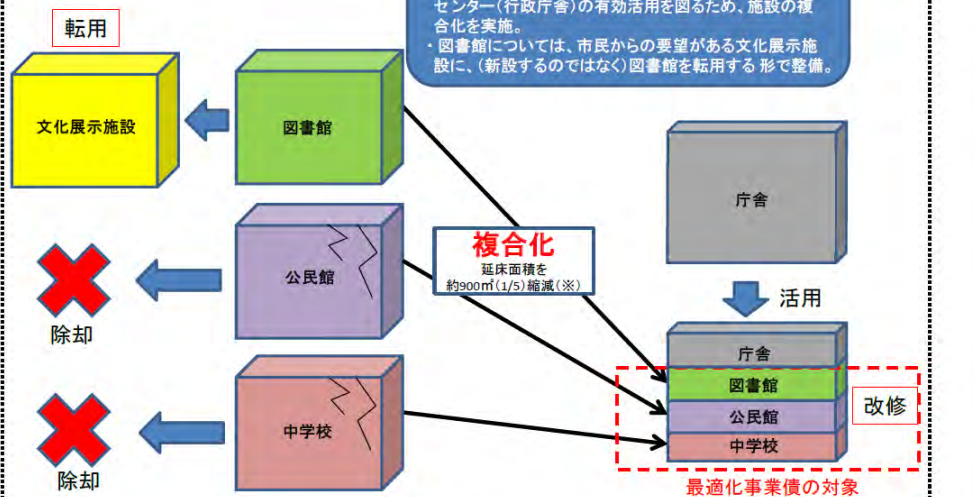 センター(行政庁舎)の有効活用を図るため、施設の複
合化を実施。
・図書館については、市民からの要望がある文化展示施
設に、(新設するのではなく)図書館を転用する形で整備。
転用
文化展示施設
図書館
庁舎
公民館
複合化
延床面積を
約900㎡(1/5)縮減(※)
除却
活用
庁舎
図書館
公民館
中学校
改修
中学校
除却
最適化事業債の対象